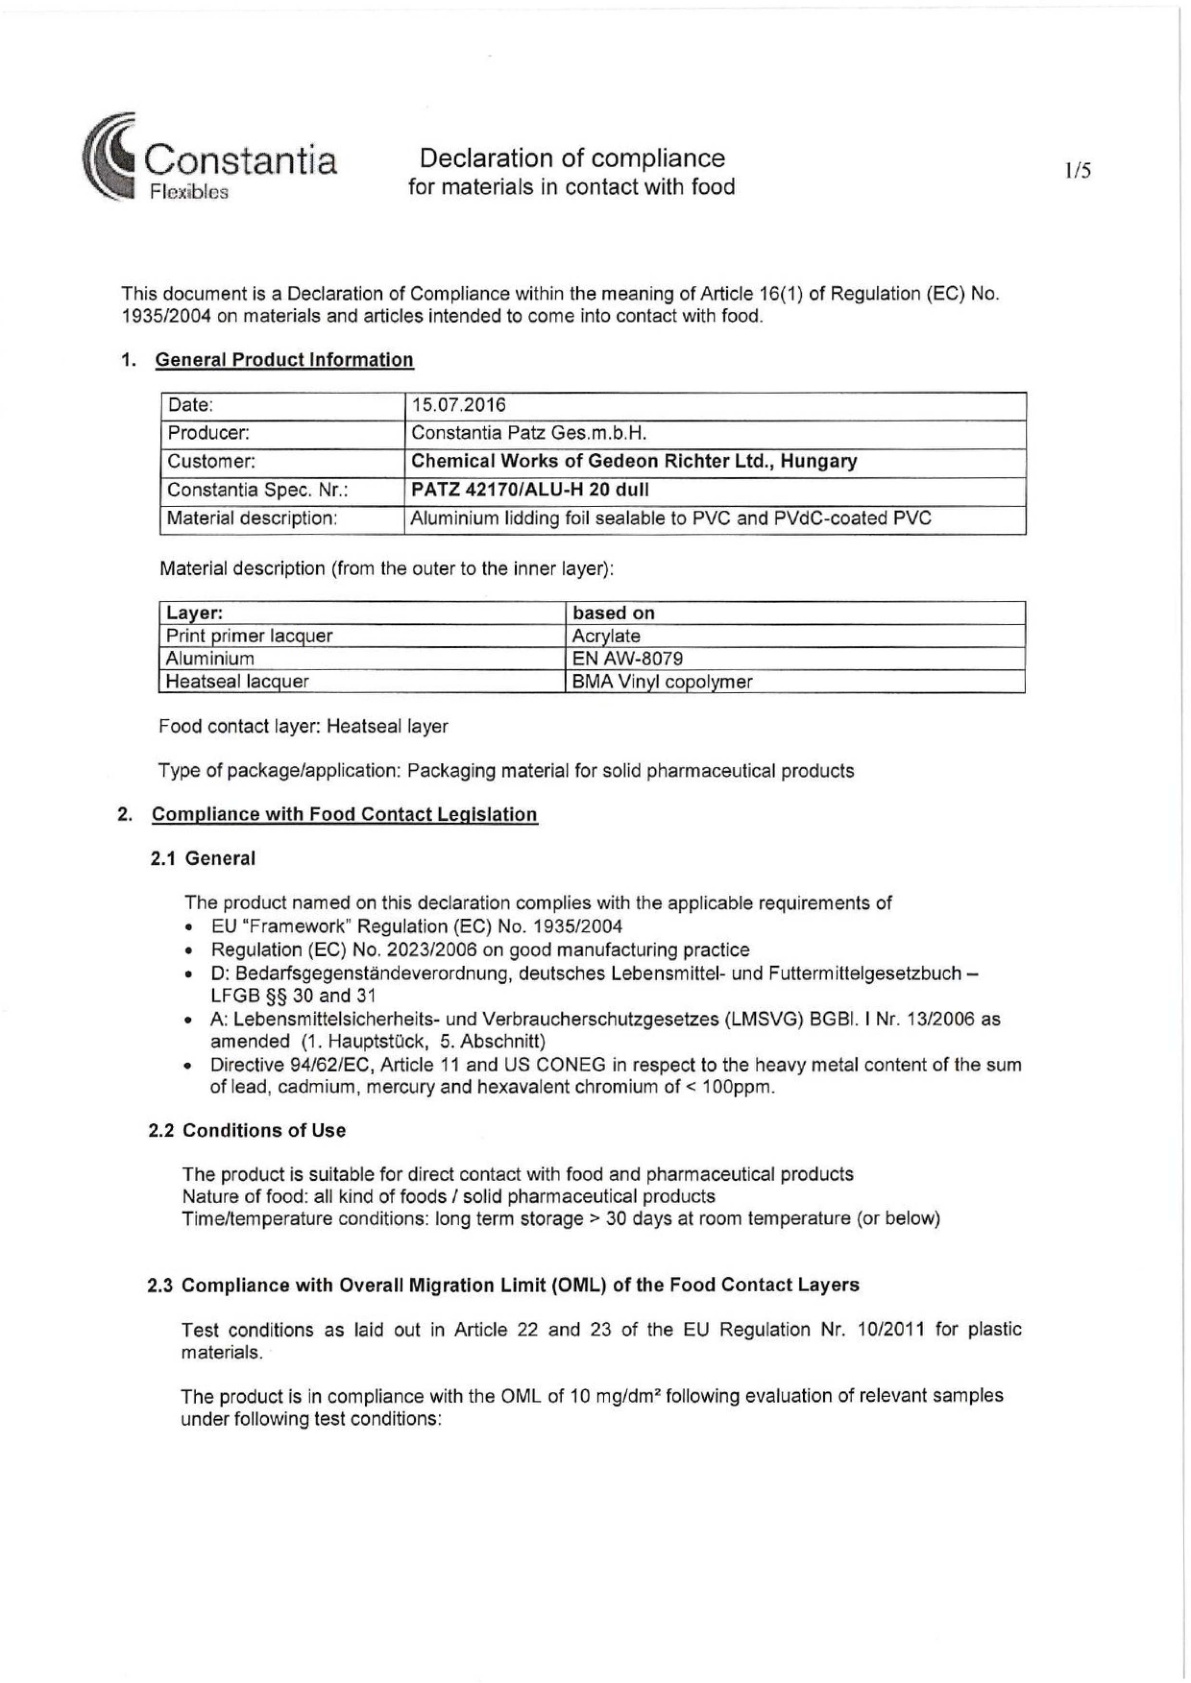 Constantia
Flexibles
Declaration of compliance
for materials in contact with food
1/5
This document is a Declaration of Compliance within the meaning of Article 16(1) of Regulation (EC) No.
1935/2004 on materials and articles intended to come into contact with food.
1. General Product Information
Date: 15.07.2016
Producer: Constantia Patz Ges.m.b.H.
Customer: Chemical Works of Gedeon Richter Ltd., Hungary
Constantia Spec. Nr.: PATZ 42170/ALU-H 20 dull
Material description: Aluminium lidding foil sealable to PVC and PVdC-coated PVC
Material description (from the outer to the inner layer):
Layer: based on
Print primer lacquer Acrylate
Aluminium EN AW-8079
Heatseal lacquer BMA Vinyl copolymer
Food contact layer: Heatseal layer
Type of package/application: Packaging material for solid pharmaceutical products
2. Compliance with Food Contact Legislation
2.1 General
The product named on this declaration complies with the applicable requirements of
• EU "Framework" Regulation (EC) No. 1935/2004
• Regulation (EC) No. 2023/2006 on good manufacturing practice
• D: Bedarfsgegenständeverordnung, deutsches Lebensmittel- und Futtermittelgesetzbuch –
LFGB §§ 30 and 31
• A: Lebensmittelsicherheits- und Verbraucherschutzgesetzes (LMSVG) BGBl. I Nr. 13/2006 as
amended (1. Hauptstück, 5. Abschnitt)
• Directive 94/62/EC, Article 11 and US CONEG in respect to the heavy metal content of the sum
of lead, cadmium, mercury and hexavalent chromium of < 100ppm.
2.2 Conditions of Use
The product is suitable for direct contact with food and pharmaceutical products
Nature of food: all kind of foods / solid pharmaceutical products
Time/temperature conditions: long term storage > 30 days at room temperature (or below)
2.3 Compliance with Overall Migration Limit (OML) of the Food Contact Layers
Test conditions as laid out in Article 22 and 23 of the EU Regulation Nr. 10/2011 for plastic
materials.
The product is in compliance with the OML of 10 mg/dm² following evaluation of relevant samples
under following test conditions: